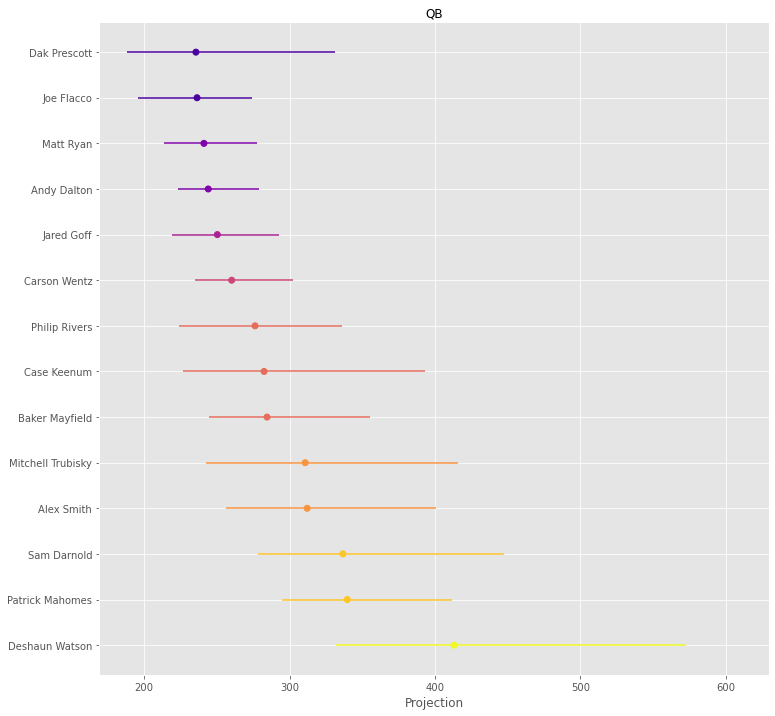 QB
Dak Prescott
Joe Flacco
Matt Ryan
Andy Dalton
Jared Goff
Carson Wentz
Philip Rivers
Case Keenum
Baker Mayfield
Mitchell Trubisky
Alex Smith
Sam Darnold
Patrick Mahomes
Deshaun Watson
200 300 400 500 600
Projection